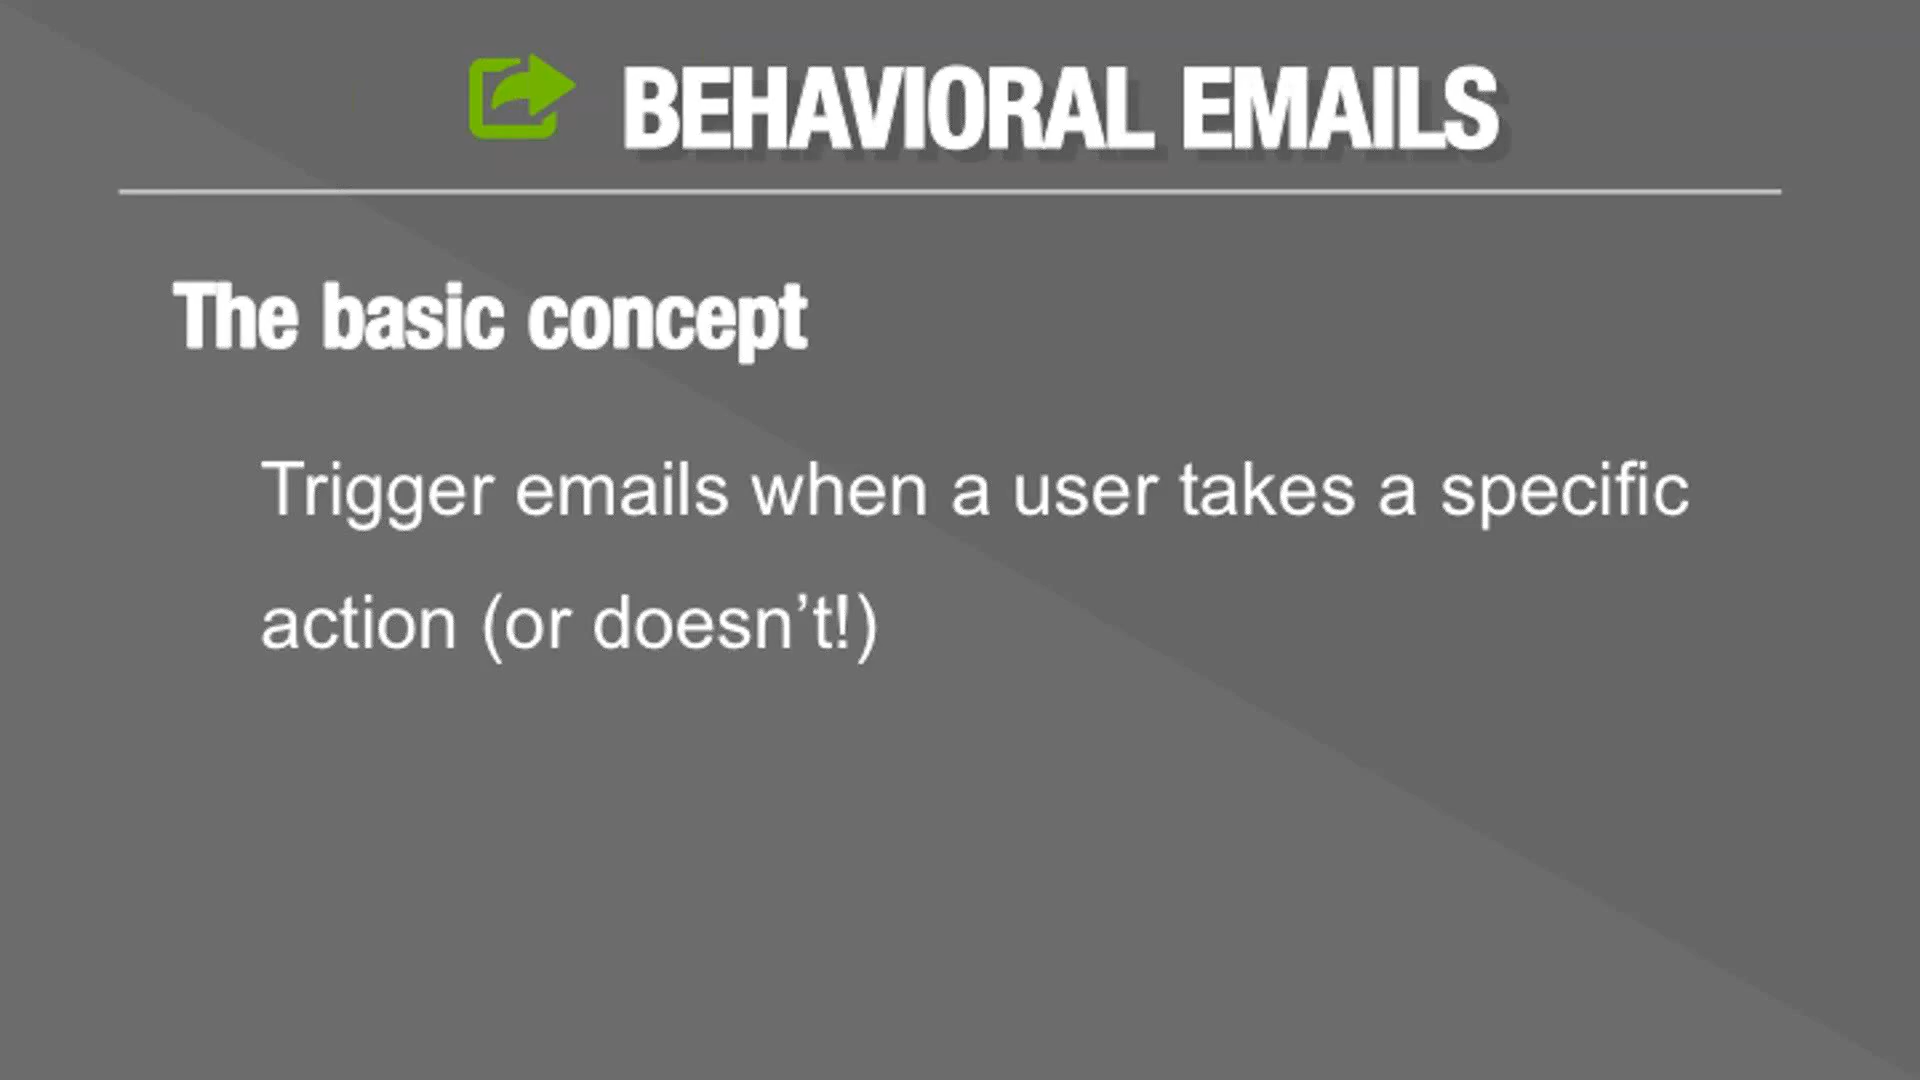 BEHAVIORAL EMAILS
The basic concept
Trigger emails when a user takes a specific
action (or doesn’t!)